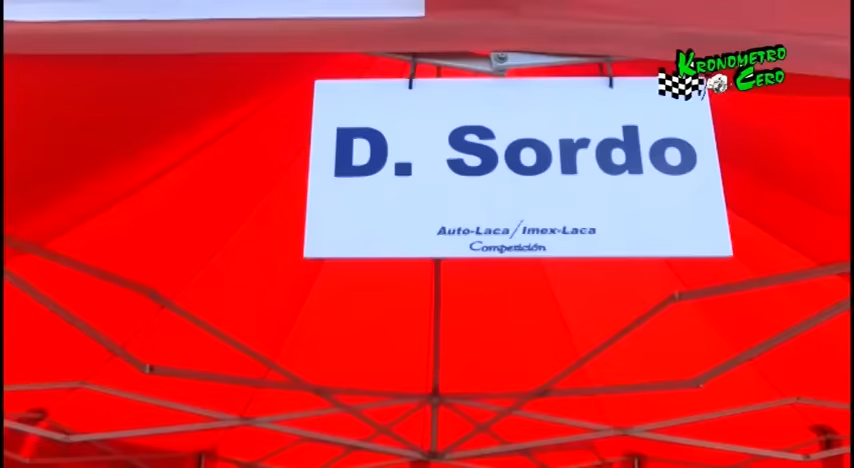 KRONOMETRO
CERO
D. Sordo
Auto-Laca/Imex-Laca
Competición